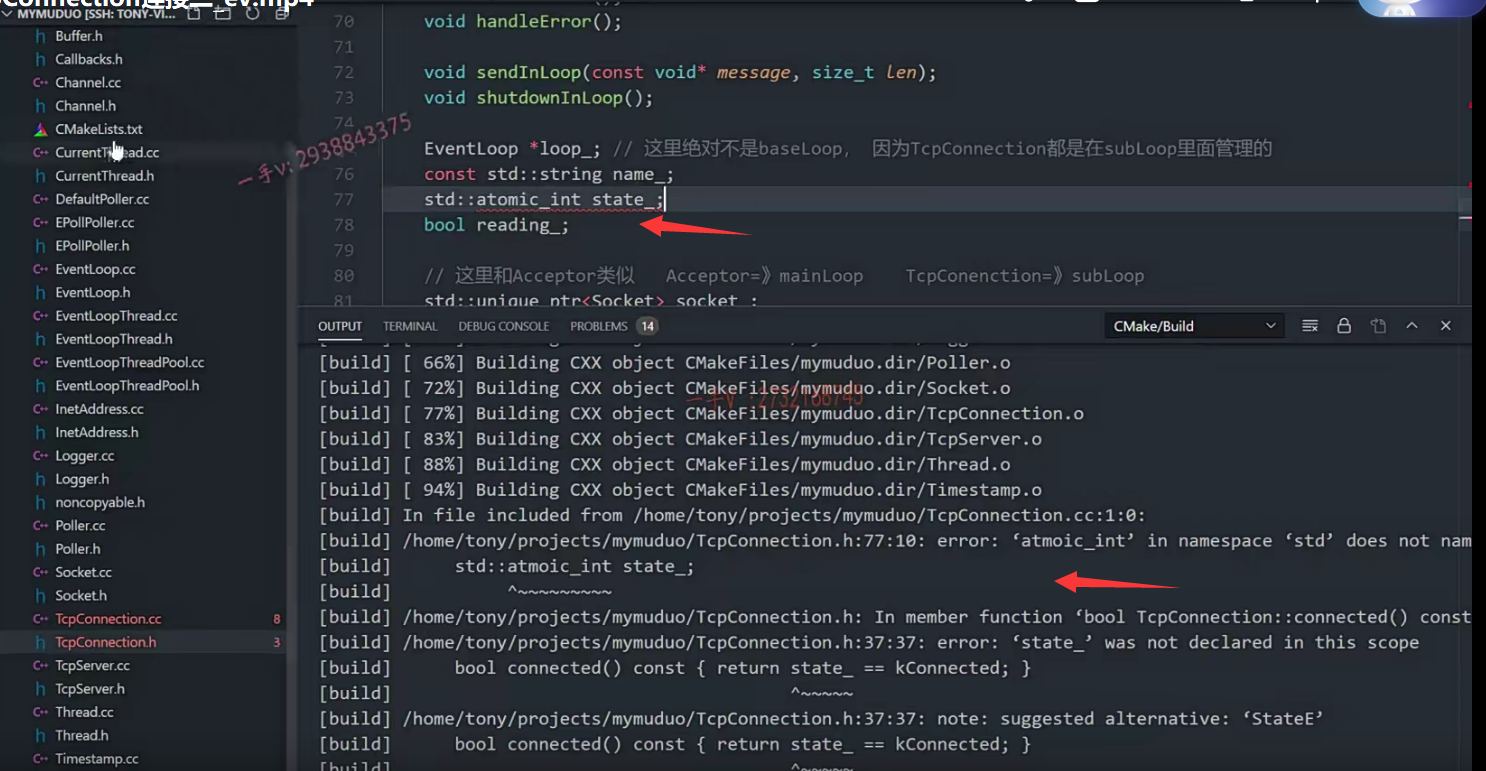 Connection连接三 ev.mp4
MYMUDUO [SSH: TONY-VI...
Buffer.h
Callbacks.h
Channel.cc
Channel.h
CMakeLists.txt
CurrentThread.cc
CurrentThread.h
DefaultPoller.cc
EPollPoller.cc
EPollPoller.h
EventLoop.cc
EventLoop.h
EventLoopThread.cc
EventLoopThread.h
EventLoopThreadPool.cc
EventLoopThreadPool.h
InetAddress.cc
InetAddress.h
Logger.cc
Logger.h
noncopyable.h
Poller.cc
Poller.h
Socket.cc
Socket.h
TcpConnection.cc 8
TcpConnection.h 3
TcpServer.cc
TcpServer.h
Thread.cc
Thread.h
Timestamp.cc
70 void handleError();
71
72 void sendInLoop(const void* message, size_t len);
73 void shutdownInLoop();
74
EventLoop *loop_; // 这里绝对不是baseLoop， 因为TcpConnection都是在subLoop里面管理的
76 const std::string name_;
77 std::atomic_int state_;
78 bool reading_;
79
80 // 这里和Acceptor类似 Acceptor=》mainLoop TcpConenction=》subLoop
81 std::unique_ptr<Socket> socket_;
一手v: 2938843375
OUTPUT TERMINAL DEBUG CONSOLE PROBLEMS 14 CMake/Build
[build] [ 66%] Building CXX object CMakeFiles/mymuduo.dir/Poller.o
[build] [ 72%] Building CXX object CMakeFiles/mymuduo.dir/Socket.o
[build] [ 77%] Building CXX object CMakeFiles/mymuduo.dir/TcpConnection.o
[build] [ 83%] Building CXX object CMakeFiles/mymuduo.dir/TcpServer.o
[build] [ 88%] Building CXX object CMakeFiles/mymuduo.dir/Thread.o
[build] [ 94%] Building CXX object CMakeFiles/mymuduo.dir/Timestamp.o
[build] In file included from /home/tony/projects/mymuduo/TcpConnection.cc:1:0:
[build] /home/tony/projects/mymuduo/TcpConnection.h:77:10: error: ‘atmoic_int’ in namespace ‘std’ does not nam
[build] std::atmoic_int state_;
[build] ^~~~~~~~~~
[build] /home/tony/projects/mymuduo/TcpConnection.h: In member function ‘bool TcpConnection::connected() const
[build] /home/tony/projects/mymuduo/TcpConnection.h:37:37: error: ‘state_’ was not declared in this scope
[build] bool connected() const { return state_ == kConnected; }
[build] ^~~~~~
[build] /home/tony/projects/mymuduo/TcpConnection.h:37:37: note: suggested alternative: ‘StateE’
[build] bool connected() const { return state_ == kConnected; }
[build] ^~~~~~